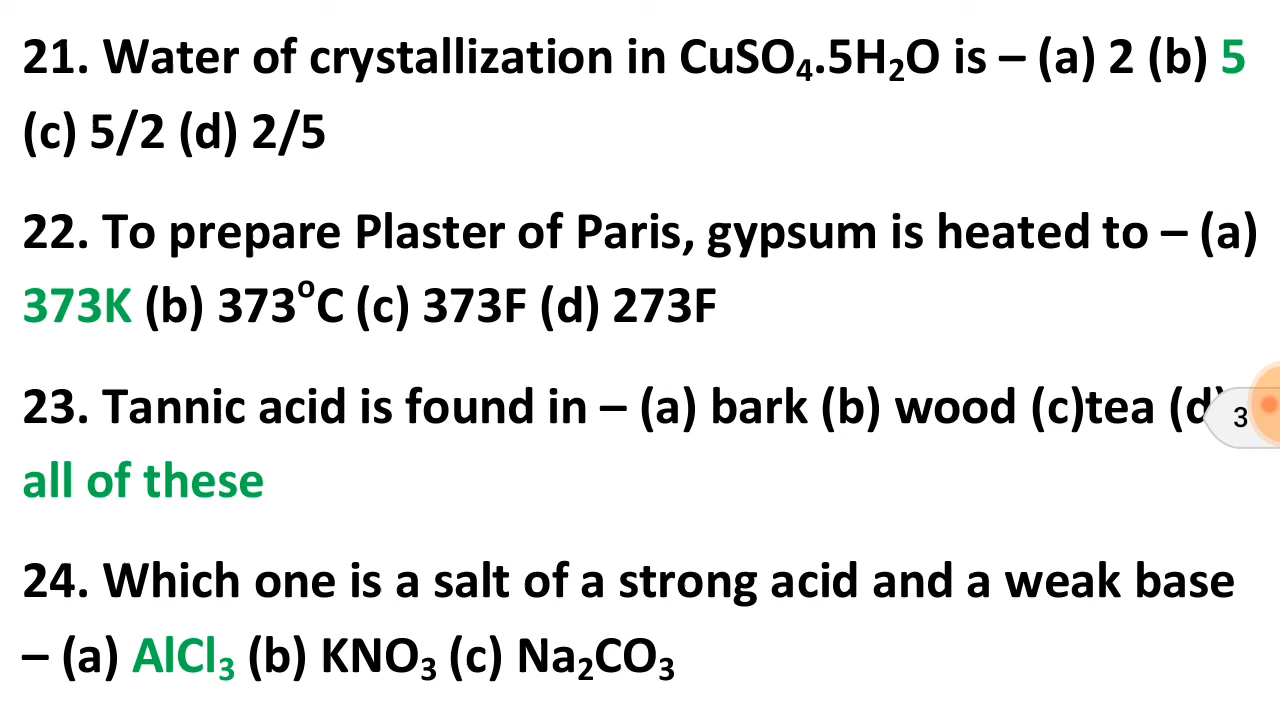 21. Water of crystallization in CuSO₄.5H₂O is – (a) 2 (b) 5
(c) 5/2 (d) 2/5
22. To prepare Plaster of Paris, gypsum is heated to – (a)
373K (b) 373°C (c) 373F (d) 273F
23. Tannic acid is found in – (a) bark (b) wood (c)tea (d)
3
all of these
24. Which one is a salt of a strong acid and a weak base
– (a) AlCl₃ (b) KNO₃ (c) Na₂CO₃